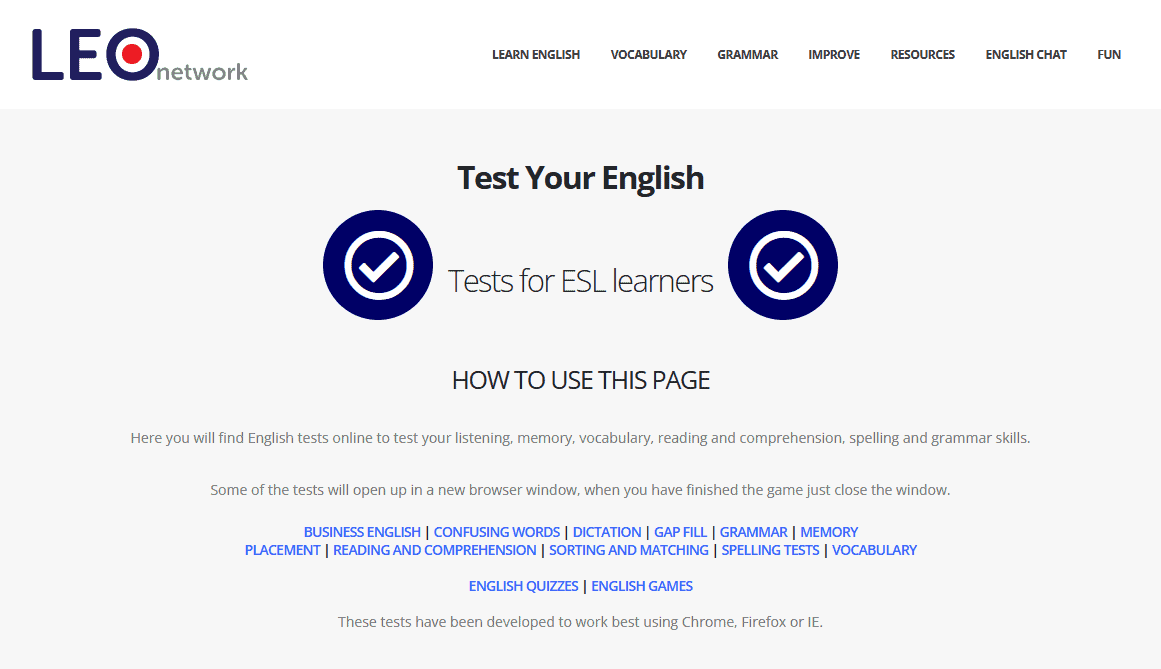 LEO network
LEARN ENGLISH VOCABULARY GRAMMAR IMPROVE RESOURCES ENGLISH CHAT FUN
Test Your English
Tests for ESL learners
HOW TO USE THIS PAGE
Here you will find English tests online to test your listening, memory, vocabulary, reading and comprehension, spelling and grammar skills.
Some of the tests will open up in a new browser window, when you have finished the game just close the window.
BUSINESS ENGLISH | CONFUSING WORDS | DICTATION | GAP FILL | GRAMMAR | MEMORY
PLACEMENT | READING AND COMPREHENSION | SORTING AND MATCHING | SPELLING TESTS | VOCABULARY
ENGLISH QUIZZES | ENGLISH GAMES
These tests have been developed to work best using Chrome, Firefox or IE.